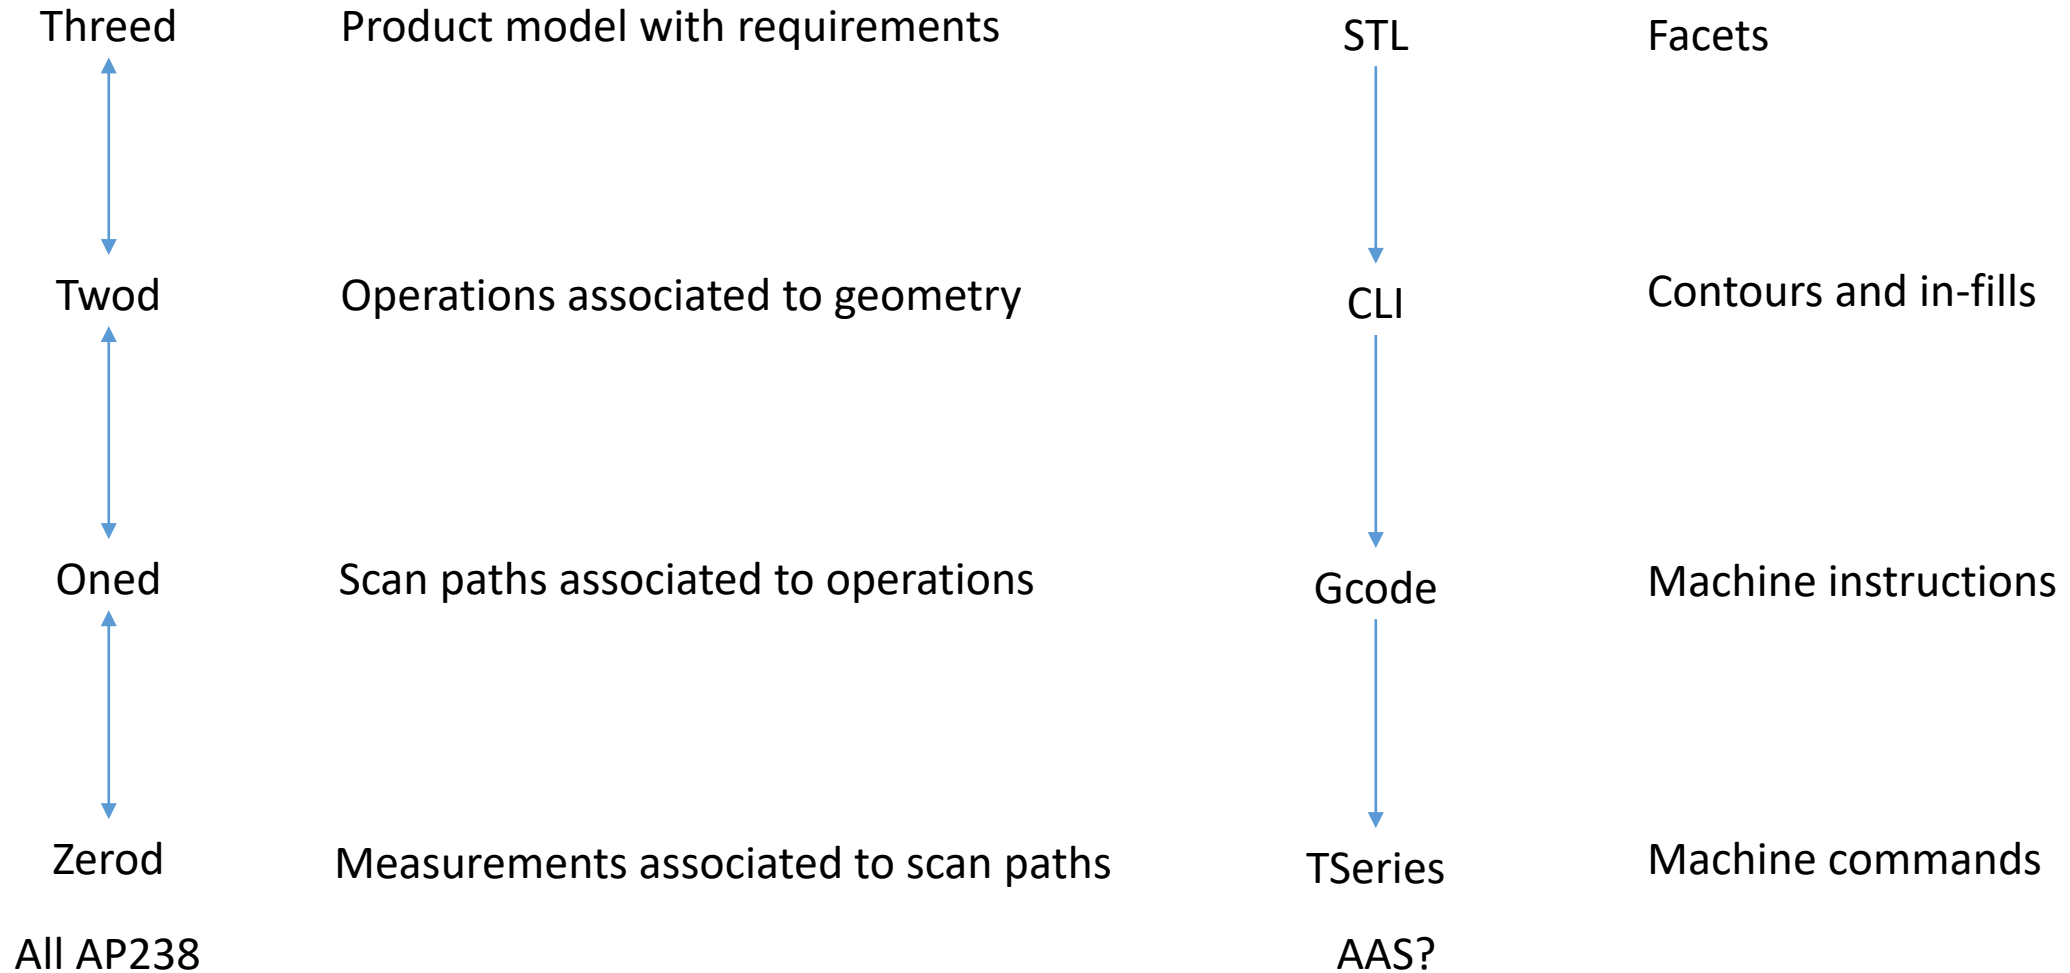 Threed
Product model with requirements
STL
Facets
Twod
Operations associated to geometry
CLI
Contours and in-fills
Oned
Scan paths associated to operations
Gcode
Machine instructions
Zerod
Measurements associated to scan paths
TSeries
Machine commands
All AP238
AAS?